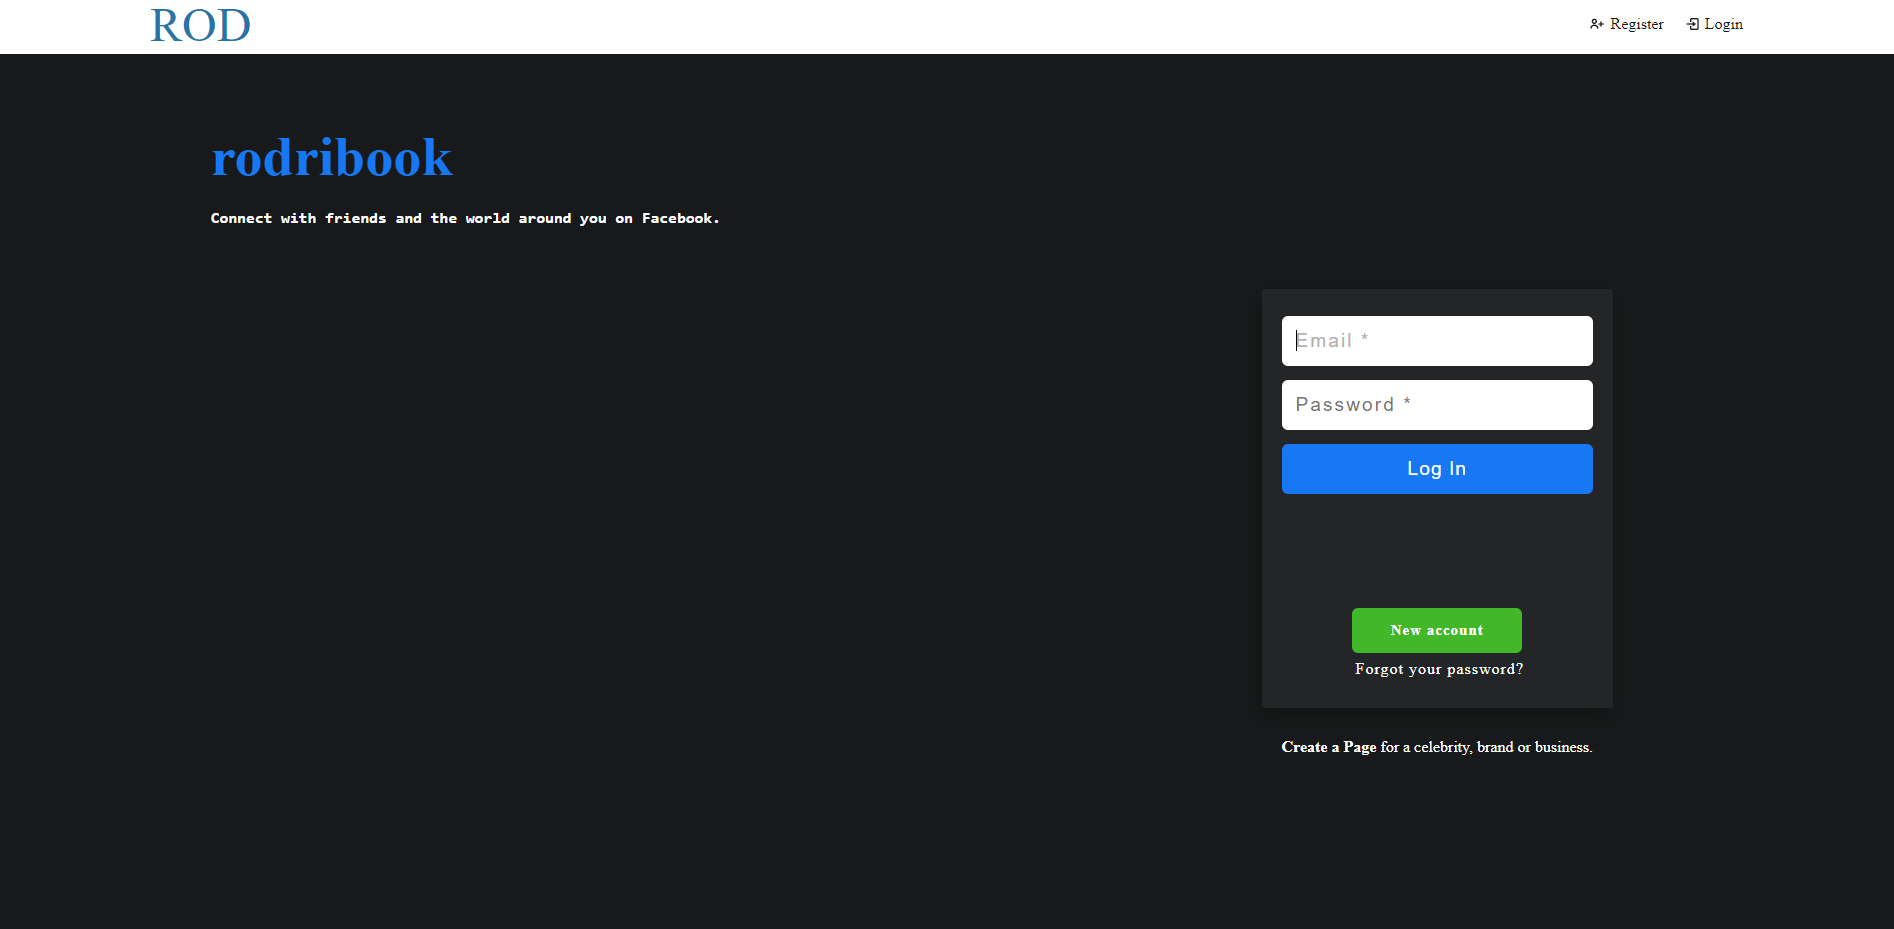 ROD
Register
Login
rodribook
Connect with friends and the world around you on Facebook.
Email *
Password *
Log In
New account
Forgot your password?
Create a Page for a celebrity, brand or business.